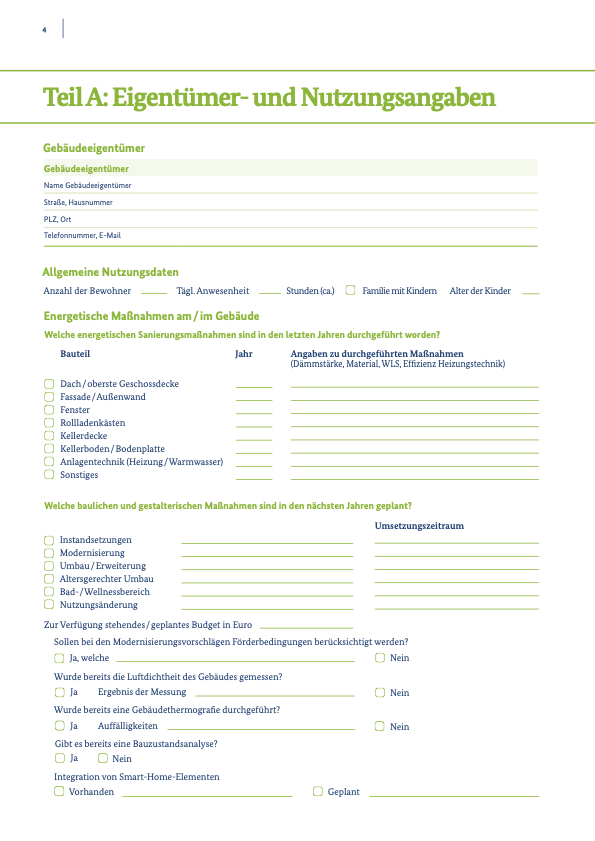 4
Teil A: Eigentümer- und Nutzungsangaben
Gebäudeeigentümer
Gebäudeeigentümer
Name Gebäudeeigentümer
Straße, Hausnummer
PLZ, Ort
Telefonnummer, E-Mail
Allgemeine Nutzungsdaten
Anzahl der Bewohner Tägl. Anwesenheit Stunden (ca.) Familie mit Kindern Alter der Kinder
Energetische Maßnahmen am / im Gebäude
Welche energetischen Sanierungsmaßnahmen sind in den letzten Jahren durchgeführt worden?
Bauteil Jahr Angaben zu durchgeführten Maßnahmen
(Dämmstärke, Material, WLS, Effizienz Heizungstechnik)
Dach / oberste Geschossdecke
Fassade / Außenwand
Fenster
Rollladenkästen
Kellerdecke
Kellerboden / Bodenplatte
Anlagentechnik (Heizung / Warmwasser)
Sonstiges
Welche baulichen und gestalterischen Maßnahmen sind in den nächsten Jahren geplant?
Umsetzungszeitraum
Instandsetzungen
Modernisierung
Umbau / Erweiterung
Altersgerechter Umbau
Bad- / Wellnessbereich
Nutzungsänderung
Zur Verfügung stehendes / geplantes Budget in Euro
Sollen bei den Modernisierungsvorschlägen Förderbedingungen berücksichtigt werden?
Ja, welche Nein
Wurde bereits die Luftdichtheit des Gebäudes gemessen?
Ja Ergebnis der Messung Nein
Wurde bereits eine Gebäudethermografie durchgeführt?
Ja Auffälligkeiten Nein
Gibt es bereits eine Bauzustandsanalyse?
Ja Nein
Integration von Smart-Home-Elementen
Vorhanden Geplant